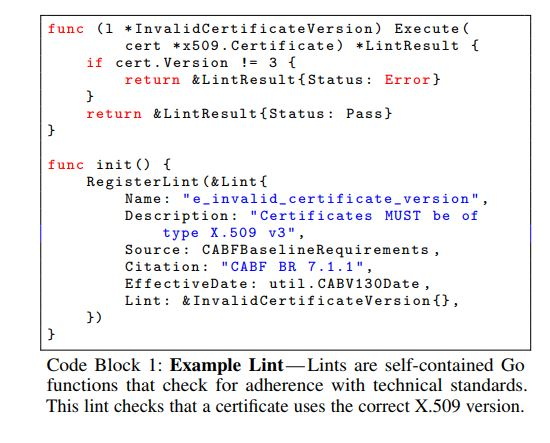 func (l *InvalidCertificateVersion) Execute(
cert *x509.Certificate) *LintResult {
if cert.Version != 3 {
return &LintResult{Status: Error}
}
return &LintResult{Status: Pass}
}
func init() {
RegisterLint(&Lint{
Name: "e_invalid_certificate_version",
Description: "Certificates MUST be of
type X.509 v3",
Source: CABFBaselineRequirements,
Citation: "CABF BR 7.1.1",
EffectiveDate: util.CABV130Date,
Lint: &InvalidCertificateVersion{},
})
}
Code Block 1: Example Lint—Lints are self-contained Go
functions that check for adherence with technical standards.
This lint checks that a certificate uses the correct X.509 version.